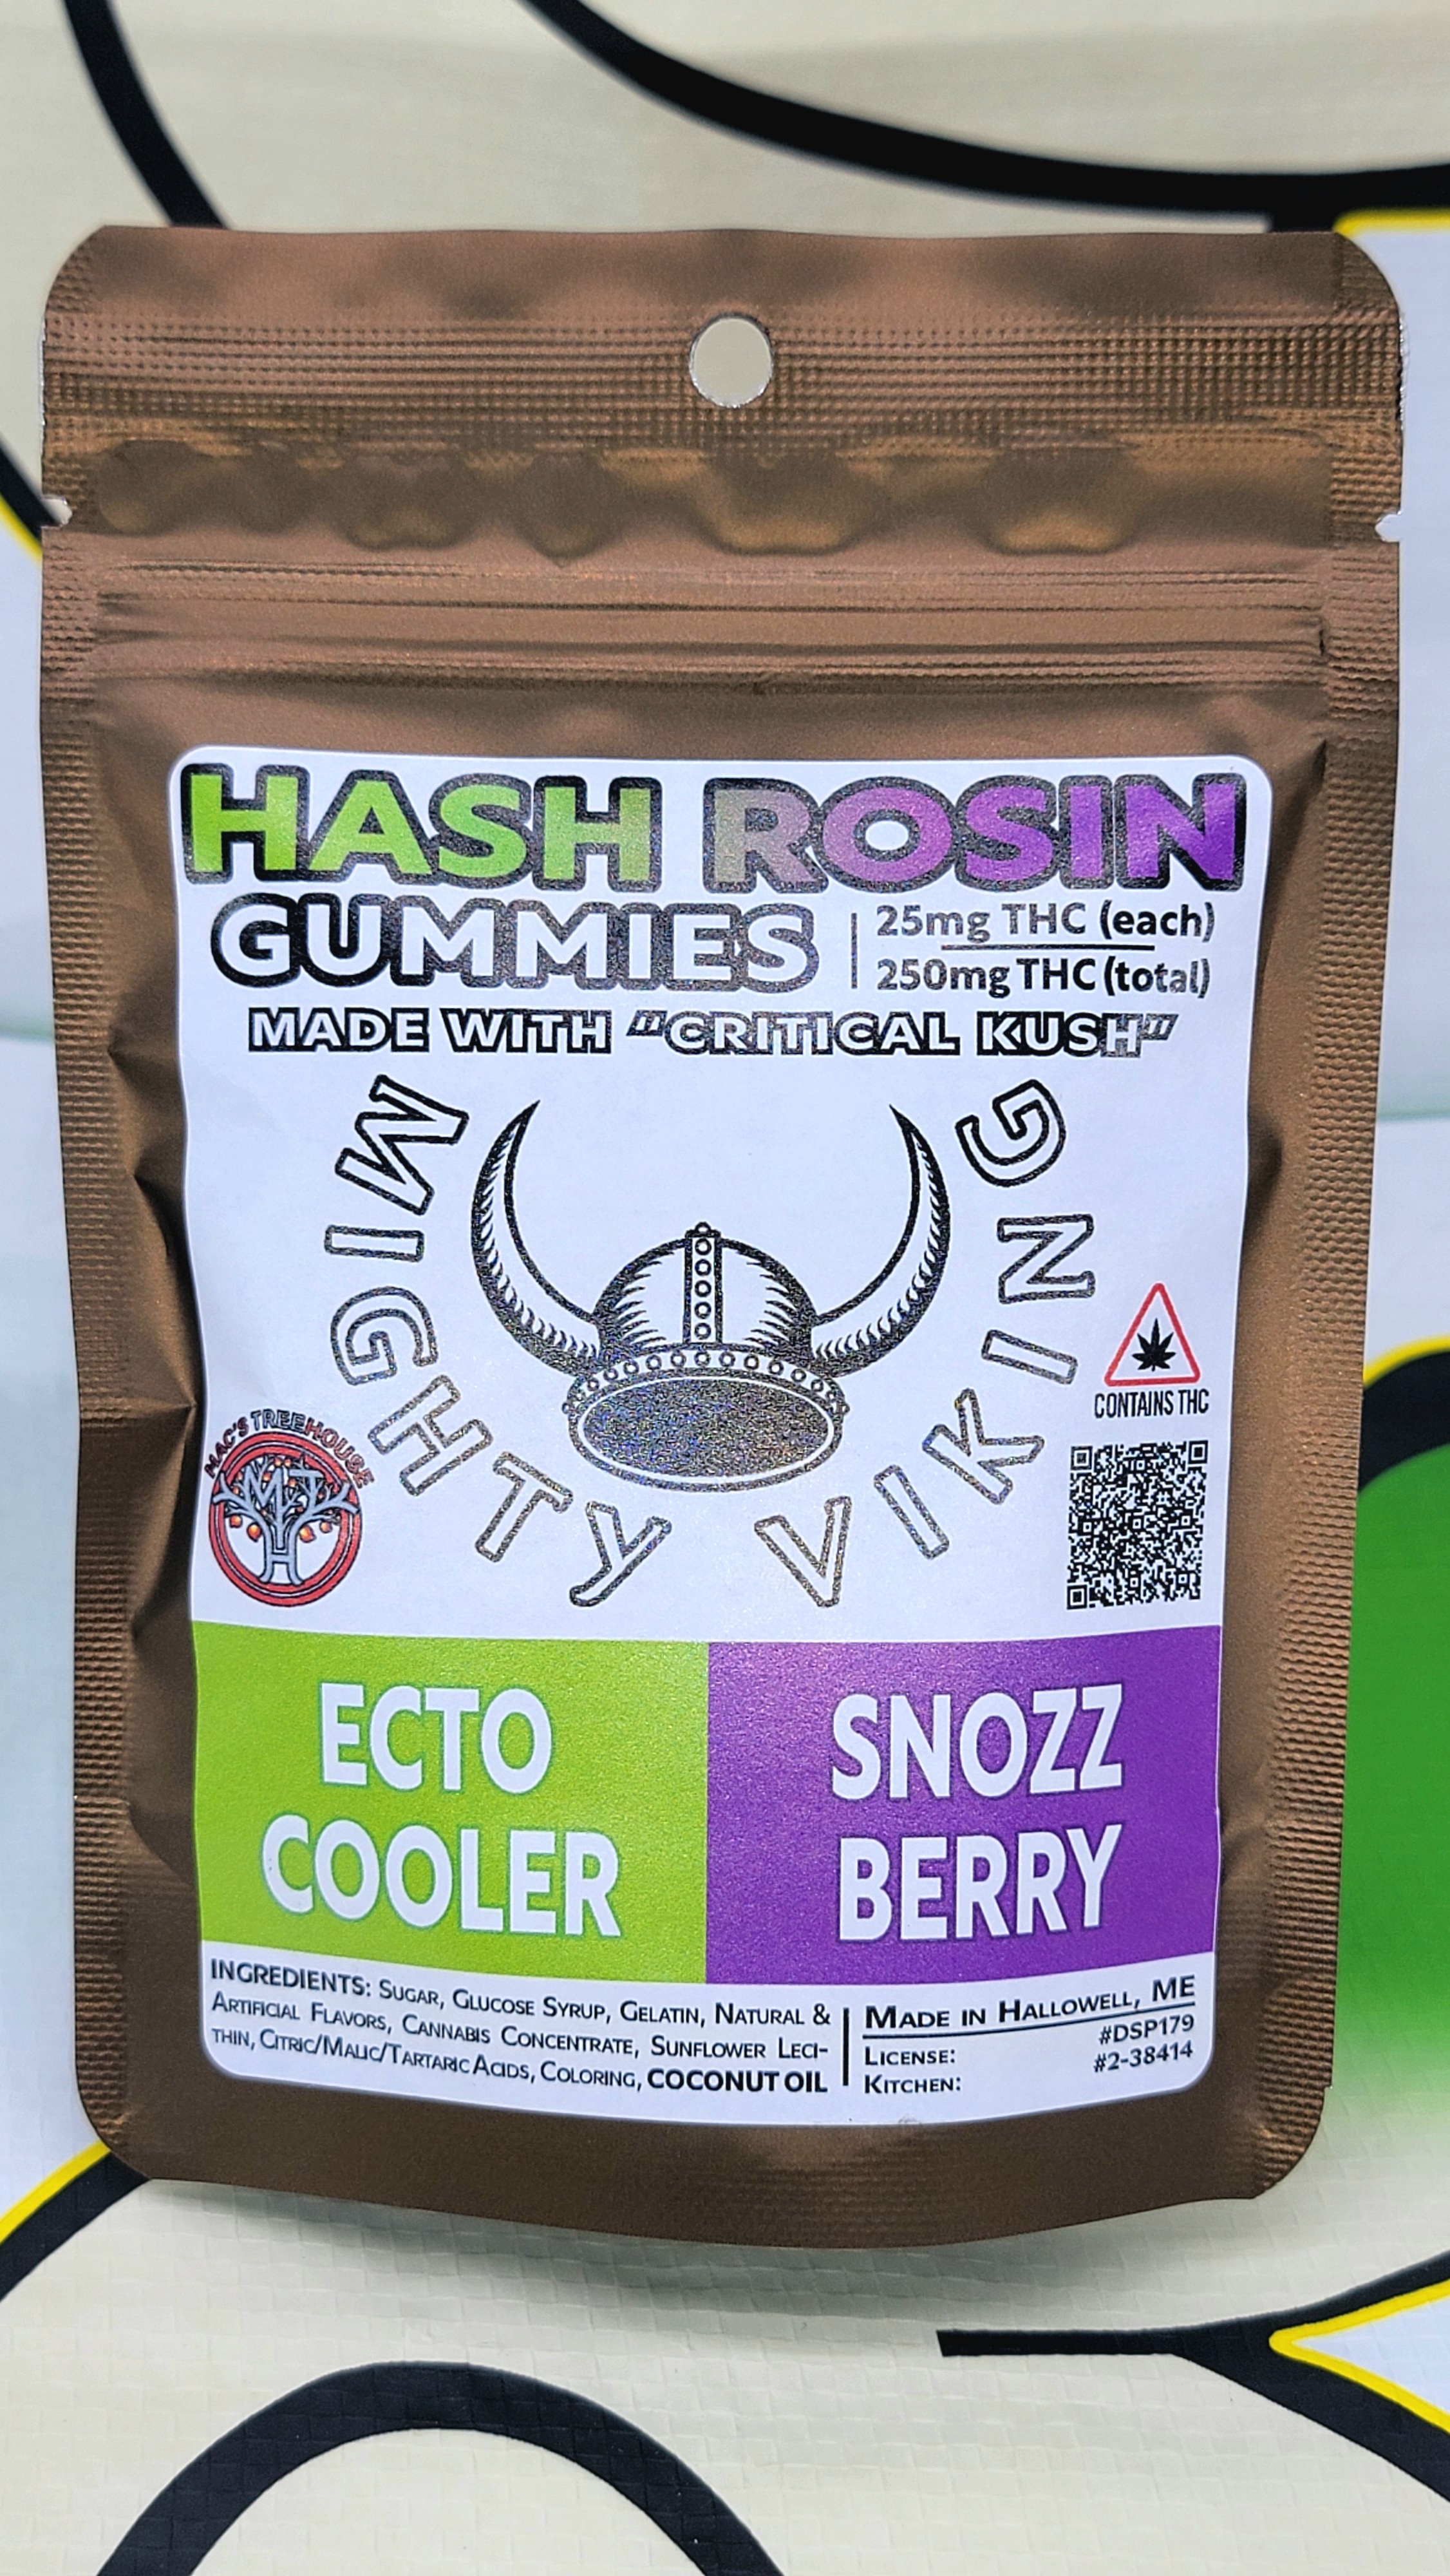 HASH ROSIN
GUMMIES
25mg THC (each)
250mg THC (total)
MADE WITH "CRITICAL KUSH"
MIGHTY VIKING
CONTAINS THC
MAC'S TREEHOUSE
MTH
ECTO
COOLER
SNOZZ
BERRY
INGREDIENTS: SUGAR, GLUCOSE SYRUP, GELATIN, NATURAL &
ARTIFICIAL FLAVORS, CANNABIS CONCENTRATE, SUNFLOWER LECI-
THIN, CITRIC/MALIC/TARTARIC ACIDS, COLORING, COCONUT OIL
MADE IN HALLOWELL, ME
LICENSE: #DSP179
KITCHEN: #2-38414